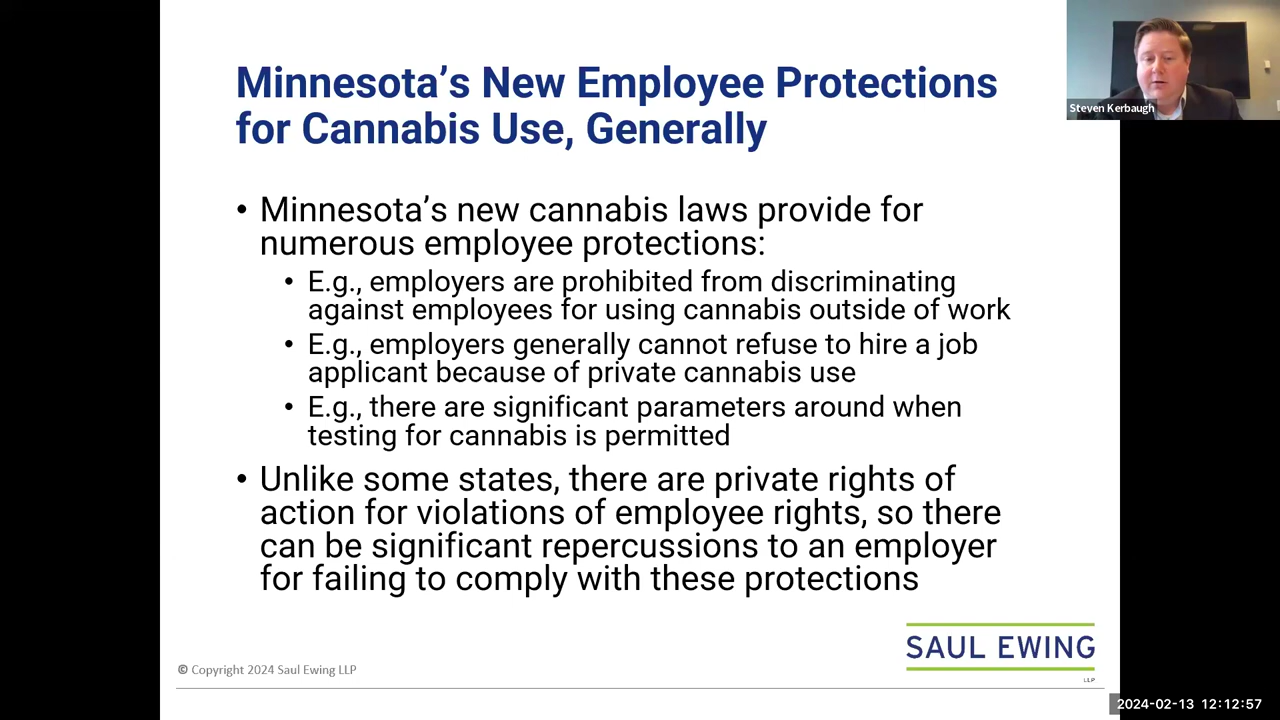 Minnesota’s New Employee Protections
for Cannabis Use, Generally
Steven Kerbaugh
• Minnesota’s new cannabis laws provide for
numerous employee protections:
• E.g., employers are prohibited from discriminating
against employees for using cannabis outside of work
• E.g., employers generally cannot refuse to hire a job
applicant because of private cannabis use
• E.g., there are significant parameters around when
testing for cannabis is permitted
• Unlike some states, there are private rights of
action for violations of employee rights, so there
can be significant repercussions to an employer
for failing to comply with these protections
SAUL EWING
LLP
© Copyright 2024 Saul Ewing LLP
2024-02-13 12:12:57